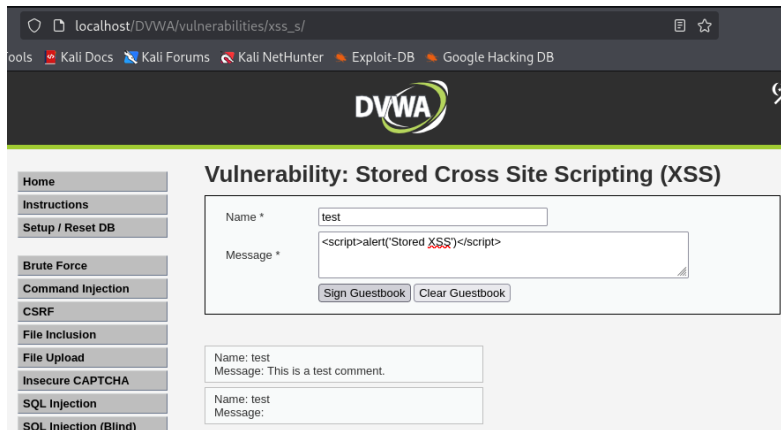 localhost/DVWA/vulnerabilities/xss_s/
ools Kali Docs Kali Forums Kali NetHunter Exploit-DB Google Hacking DB
DVWA
Vulnerability: Stored Cross Site Scripting (XSS)
Home
Instructions
Setup / Reset DB
Brute Force
Command Injection
CSRF
File Inclusion
File Upload
Insecure CAPTCHA
SQL Injection
SQL Injection (Blind)
Name * test
Message * <script>alert('Stored XSS')</script>
Sign Guestbook Clear Guestbook
Name: test
Message: This is a test comment.
Name: test
Message: